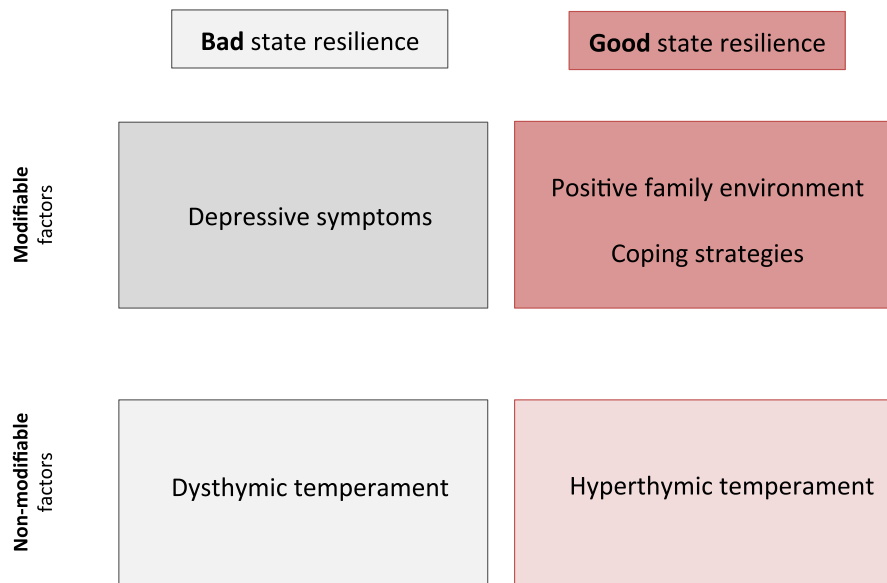 Bad state resilience
Good state resilience
Modifiable
factors
Depressive symptoms
Positive family environment
Coping strategies
Non-modifiable
factors
Dysthymic temperament
Hyperthymic temperament